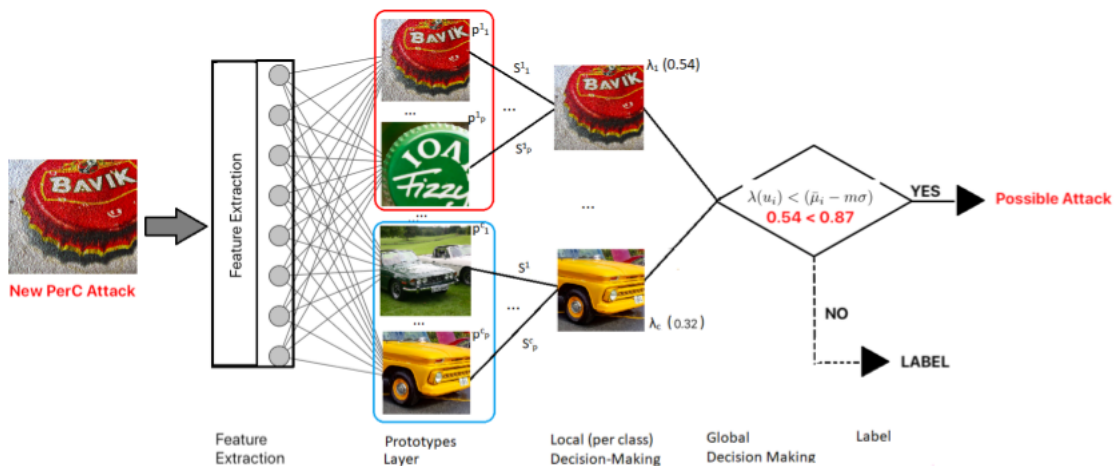 New PerC Attack
Feature Extraction
BAVIK
p¹₁
...
p¹ₚ
IOA
Fizzy
......
pᶜ₁
...
pᶜₚ
S¹₁
...
S³ₚ
S¹
...
Sᶜₚ
BAVIK
λ₁ (0.54)
...
λ꜀ (0.32)
λ(uᵢ) < (μ̄ᵢ − mσ)
0.54 < 0.87
YES
Possible Attack
NO
LABEL
Feature
Extraction
Prototypes
Layer
Local (per class)
Decision-Making
Global
Decision Making
Label
BAVIK